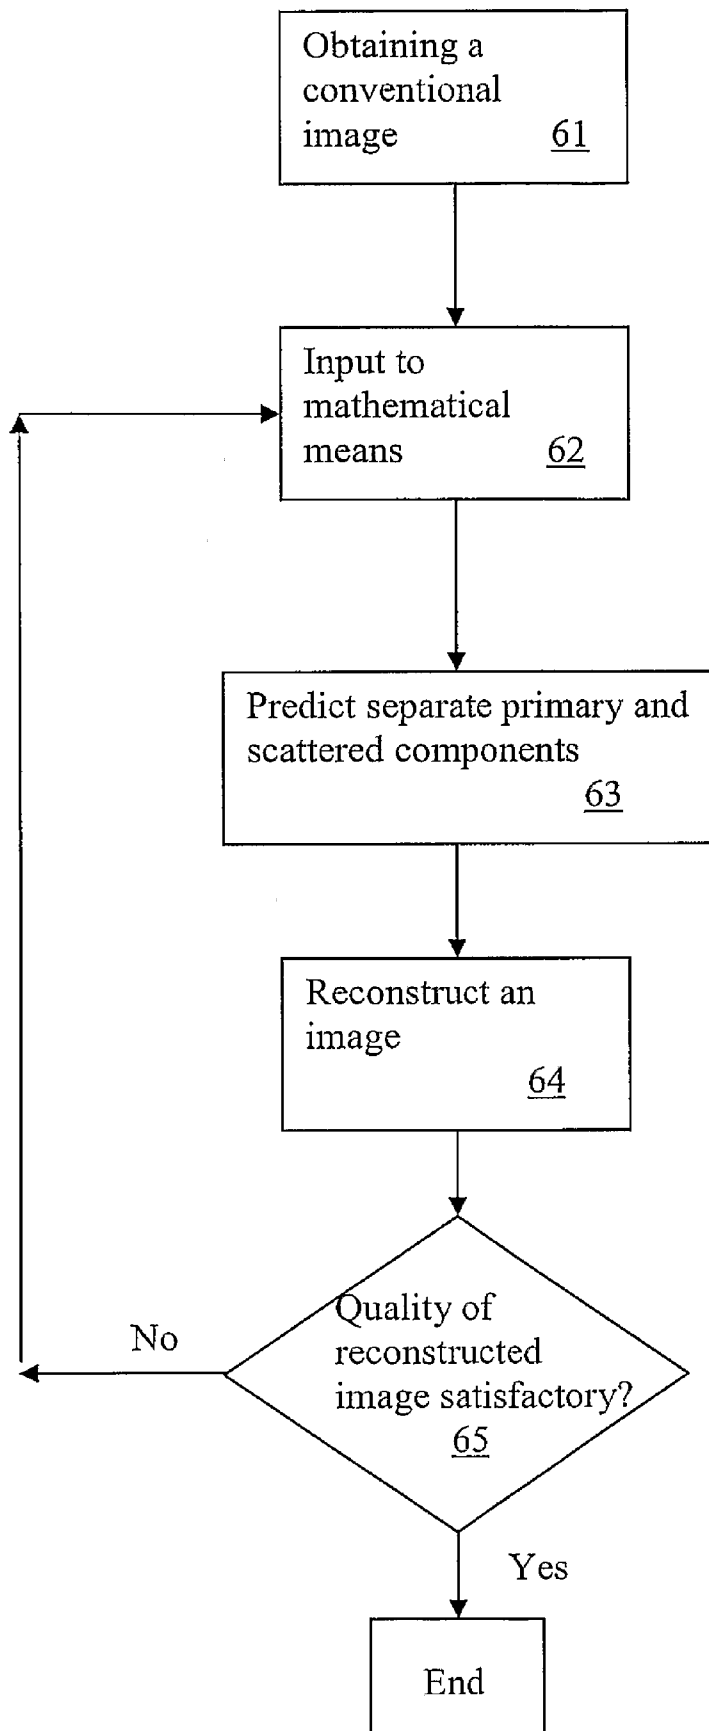 Obtaining a
conventional
image 61
Input to
mathematical
means 62
Predict separate primary and
scattered components
63
Reconstruct an
image
64
Quality of
reconstructed
image satisfactory?
65
No
Yes
End